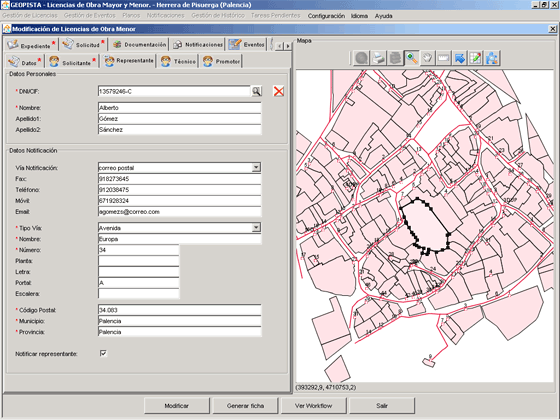 GEOPISTA - Licencias de Obra Mayor y Menor. - Herrera de Pisuerga (Palencia)
Gestión de Licencias Gestión de Eventos Planos Notificaciones Gestión de Histórico Tareas Pendientes Configuración Idioma Ayuda
Modificación de Licencias de Obra Menor
Expediente * Solicitud * Documentación Notificaciones Eventos
Datos * Solicitante * Representante Técnico Promotor
Datos Personales
* DNI/CIF: 13579246-C
* Nombre: Alberto
Apellido1: Gómez
Apellido2: Sánchez
Datos Notificación
Vía Notificación: correo postal
Fax: 918273645
Teléfono: 912038475
Móvil: 671928324
Email: agomezs@correo.com
* Tipo Vía: Avenida
* Nombre: Europa
* Número: 34
Planta:
Letra:
Portal: A
Escalera:
* Código Postal: 34.083
* Municipio: Palencia
* Provincia: Palencia
Notificar representante:
Mapa
(393292,9, 4710753,2)
Modificar Generar ficha Ver Workflow Salir